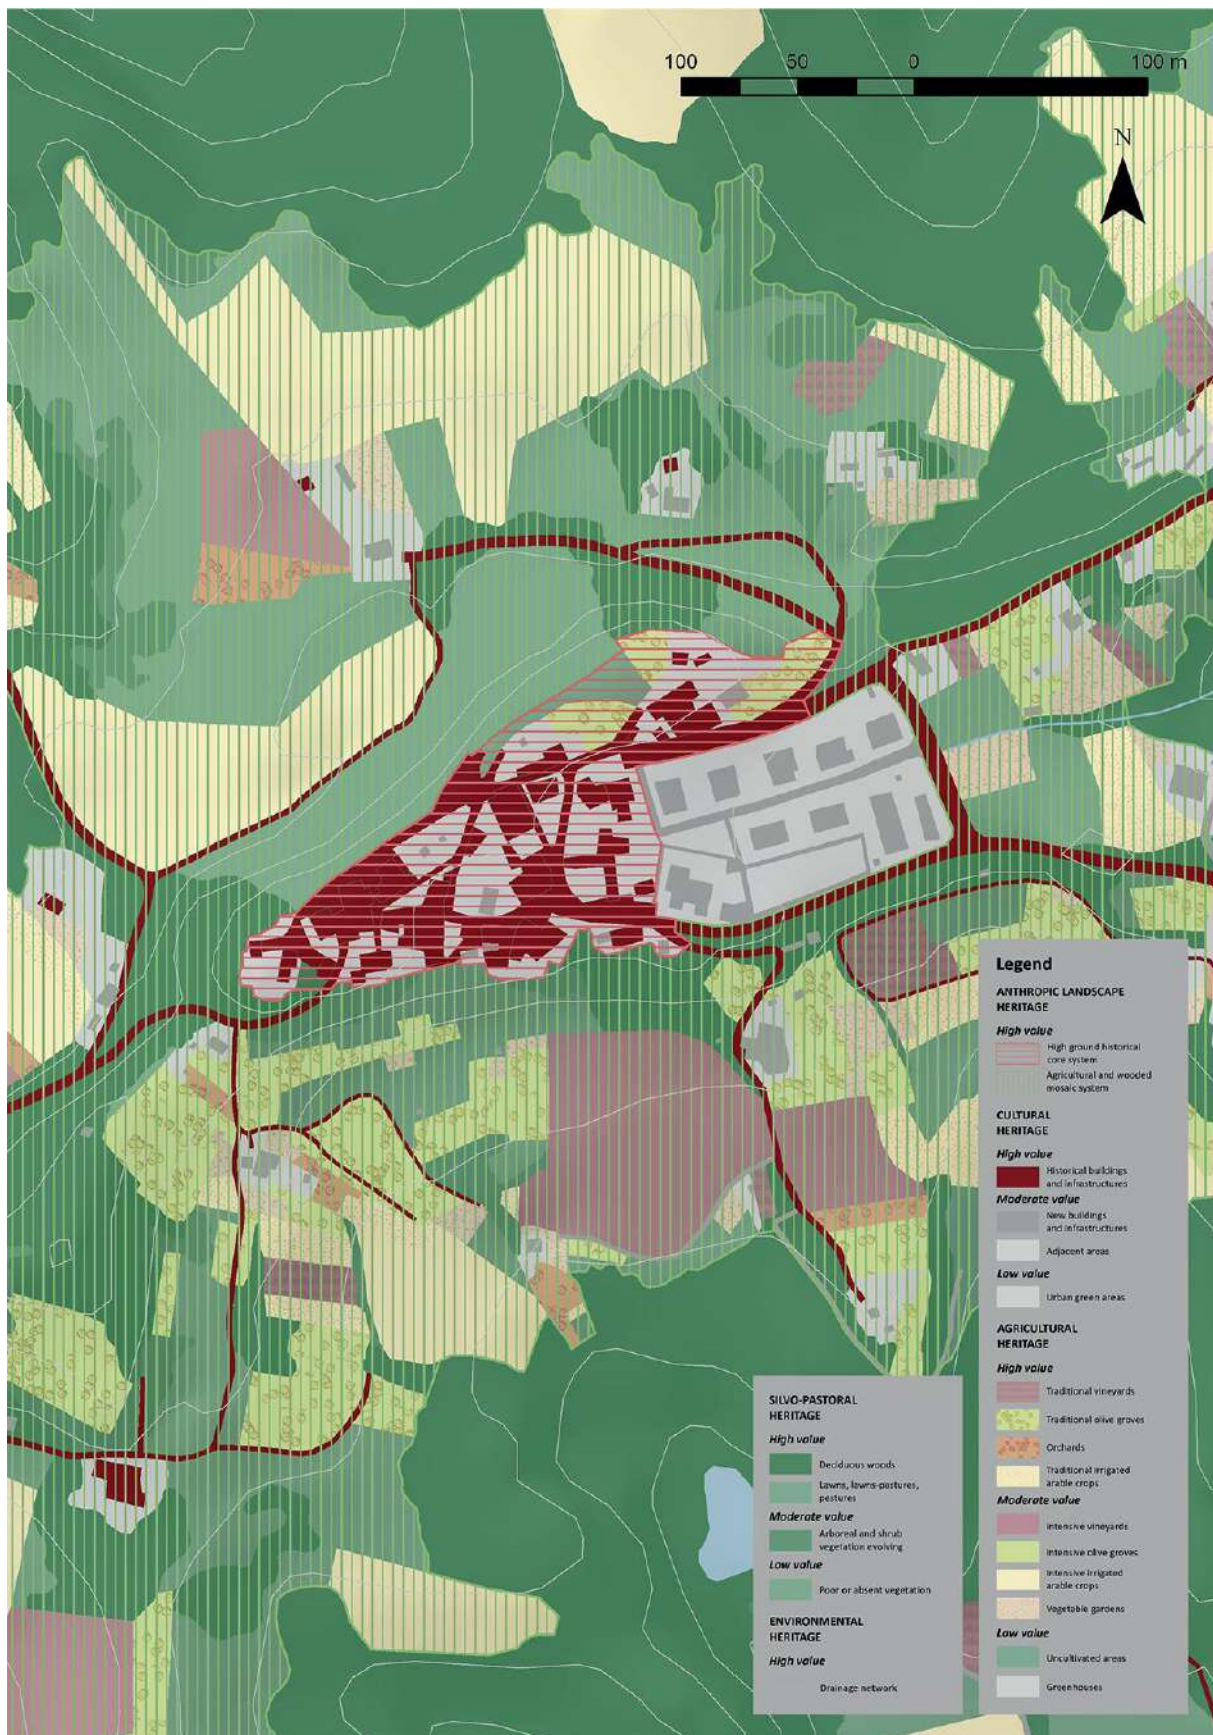 100 50 0 100 m
N
Legend
ANTHROPIC LANDSCAPE
HERITAGE
High value
High ground historical
core system
Agricultural and wooded
mosaic system
CULTURAL
HERITAGE
High value
Historical buildings
and infrastructures
Moderate value
New buildings
and infrastructures
Adjacent areas
Low value
Urban green areas
AGRICULTURAL
HERITAGE
High value
Traditional vineyards
Traditional olive groves
Orchards
Traditional irrigated
arable crops
Moderate value
Intensive vineyards
Intensive olive groves
Intensive irrigated
arable crops
Vegetable gardens
Low value
Uncultivated areas
Greenhouses
SILVO-PASTORAL
HERITAGE
High value
Deciduous woods
Lawns, lawns-pastures,
pastures
Moderate value
Arboreal and shrub
vegetation evolving
Low value
Poor or absent vegetation
ENVIRONMENTAL
HERITAGE
High value
Drainage network